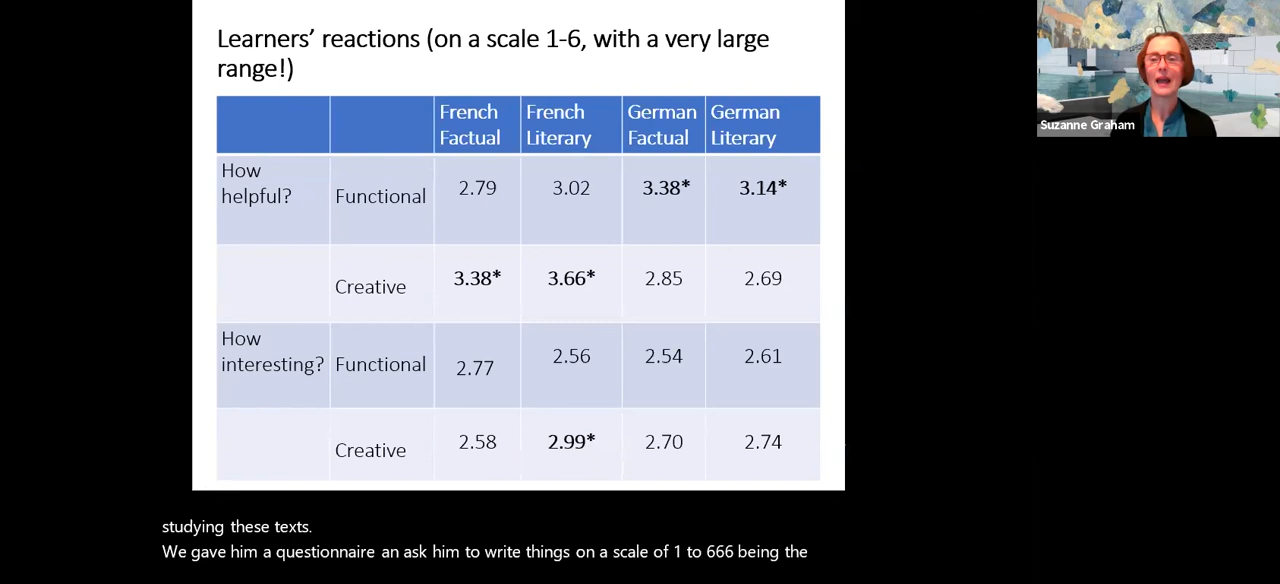 Learners' reactions (on a scale 1-6, with a very large
range!)
French Factual
French Literary
German Factual
German Literary
How helpful?
Functional
2.79
3.02
3.38*
3.14*
Creative
3.38*
3.66*
2.85
2.69
How interesting?
Functional
2.77
2.56
2.54
2.61
Creative
2.58
2.99*
2.70
2.74
Suzanne Graham
studying these texts.
We gave him a questionnaire an ask him to write things on a scale of 1 to 666 being the